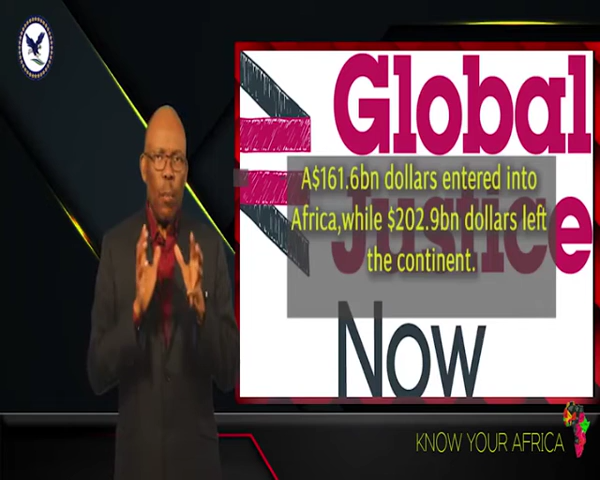 Global
Justice
Now
A$161.6bn dollars entered into
Africa,while $202.9bn dollars left
the continent.
KNOW YOUR AFRICA